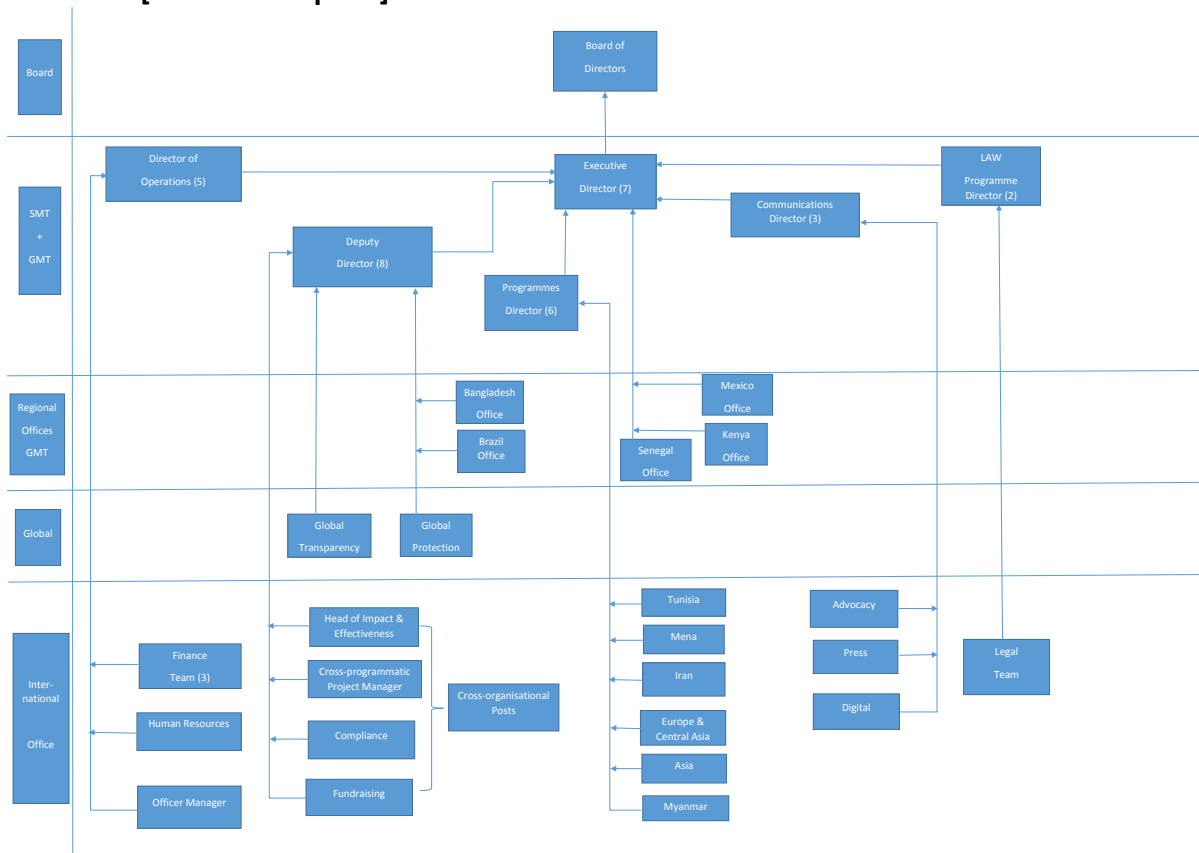 Board
Board of
Directors
SMT
+
GMT
Director of
Operations (5)
Executive
Director (7)
LAW
Programme
Director (2)
Communications
Director (3)
Deputy
Director (8)
Programmes
Director (6)
Regional
Offices
GMT
Bangladesh
Office
Brazil
Office
Mexico
Office
Kenya
Office
Senegal
Office
Global
Global
Transparency
Global
Protection
Inter-
national
Office
Finance
Team (3)
Human Resources
Officer Manager
Head of Impact &
Effectiveness
Cross-programmatic
Project Manager
Compliance
Fundraising
Cross-organisational
Posts
Tunisia
Mena
Iran
Europe &
Central Asia
Asia
Myanmar
Advocacy
Press
Digital
Legal
Team